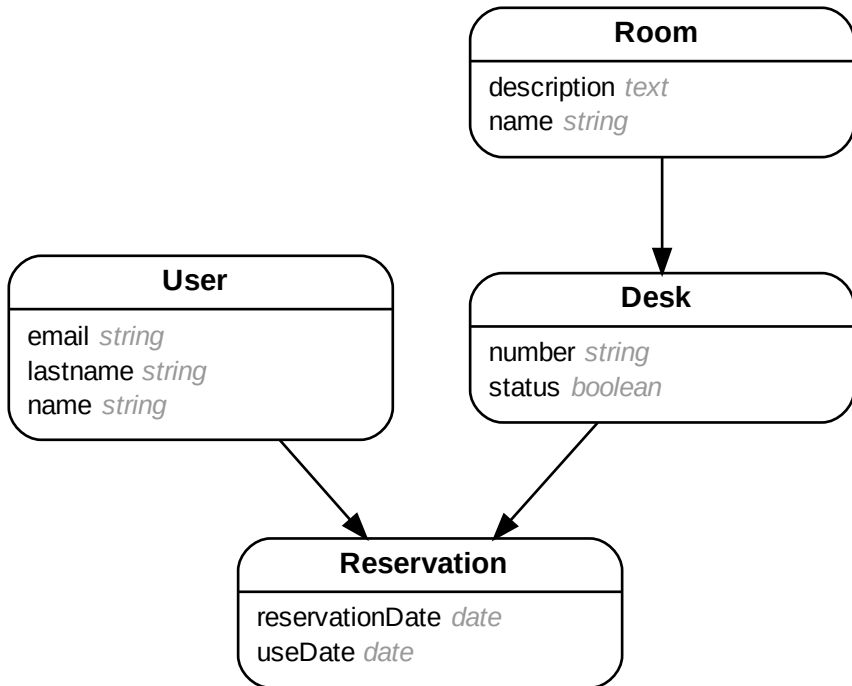 Room
description text
name string
User
email string
lastname string
name string
Desk
number string
status boolean
Reservation
reservationDate date
useDate date